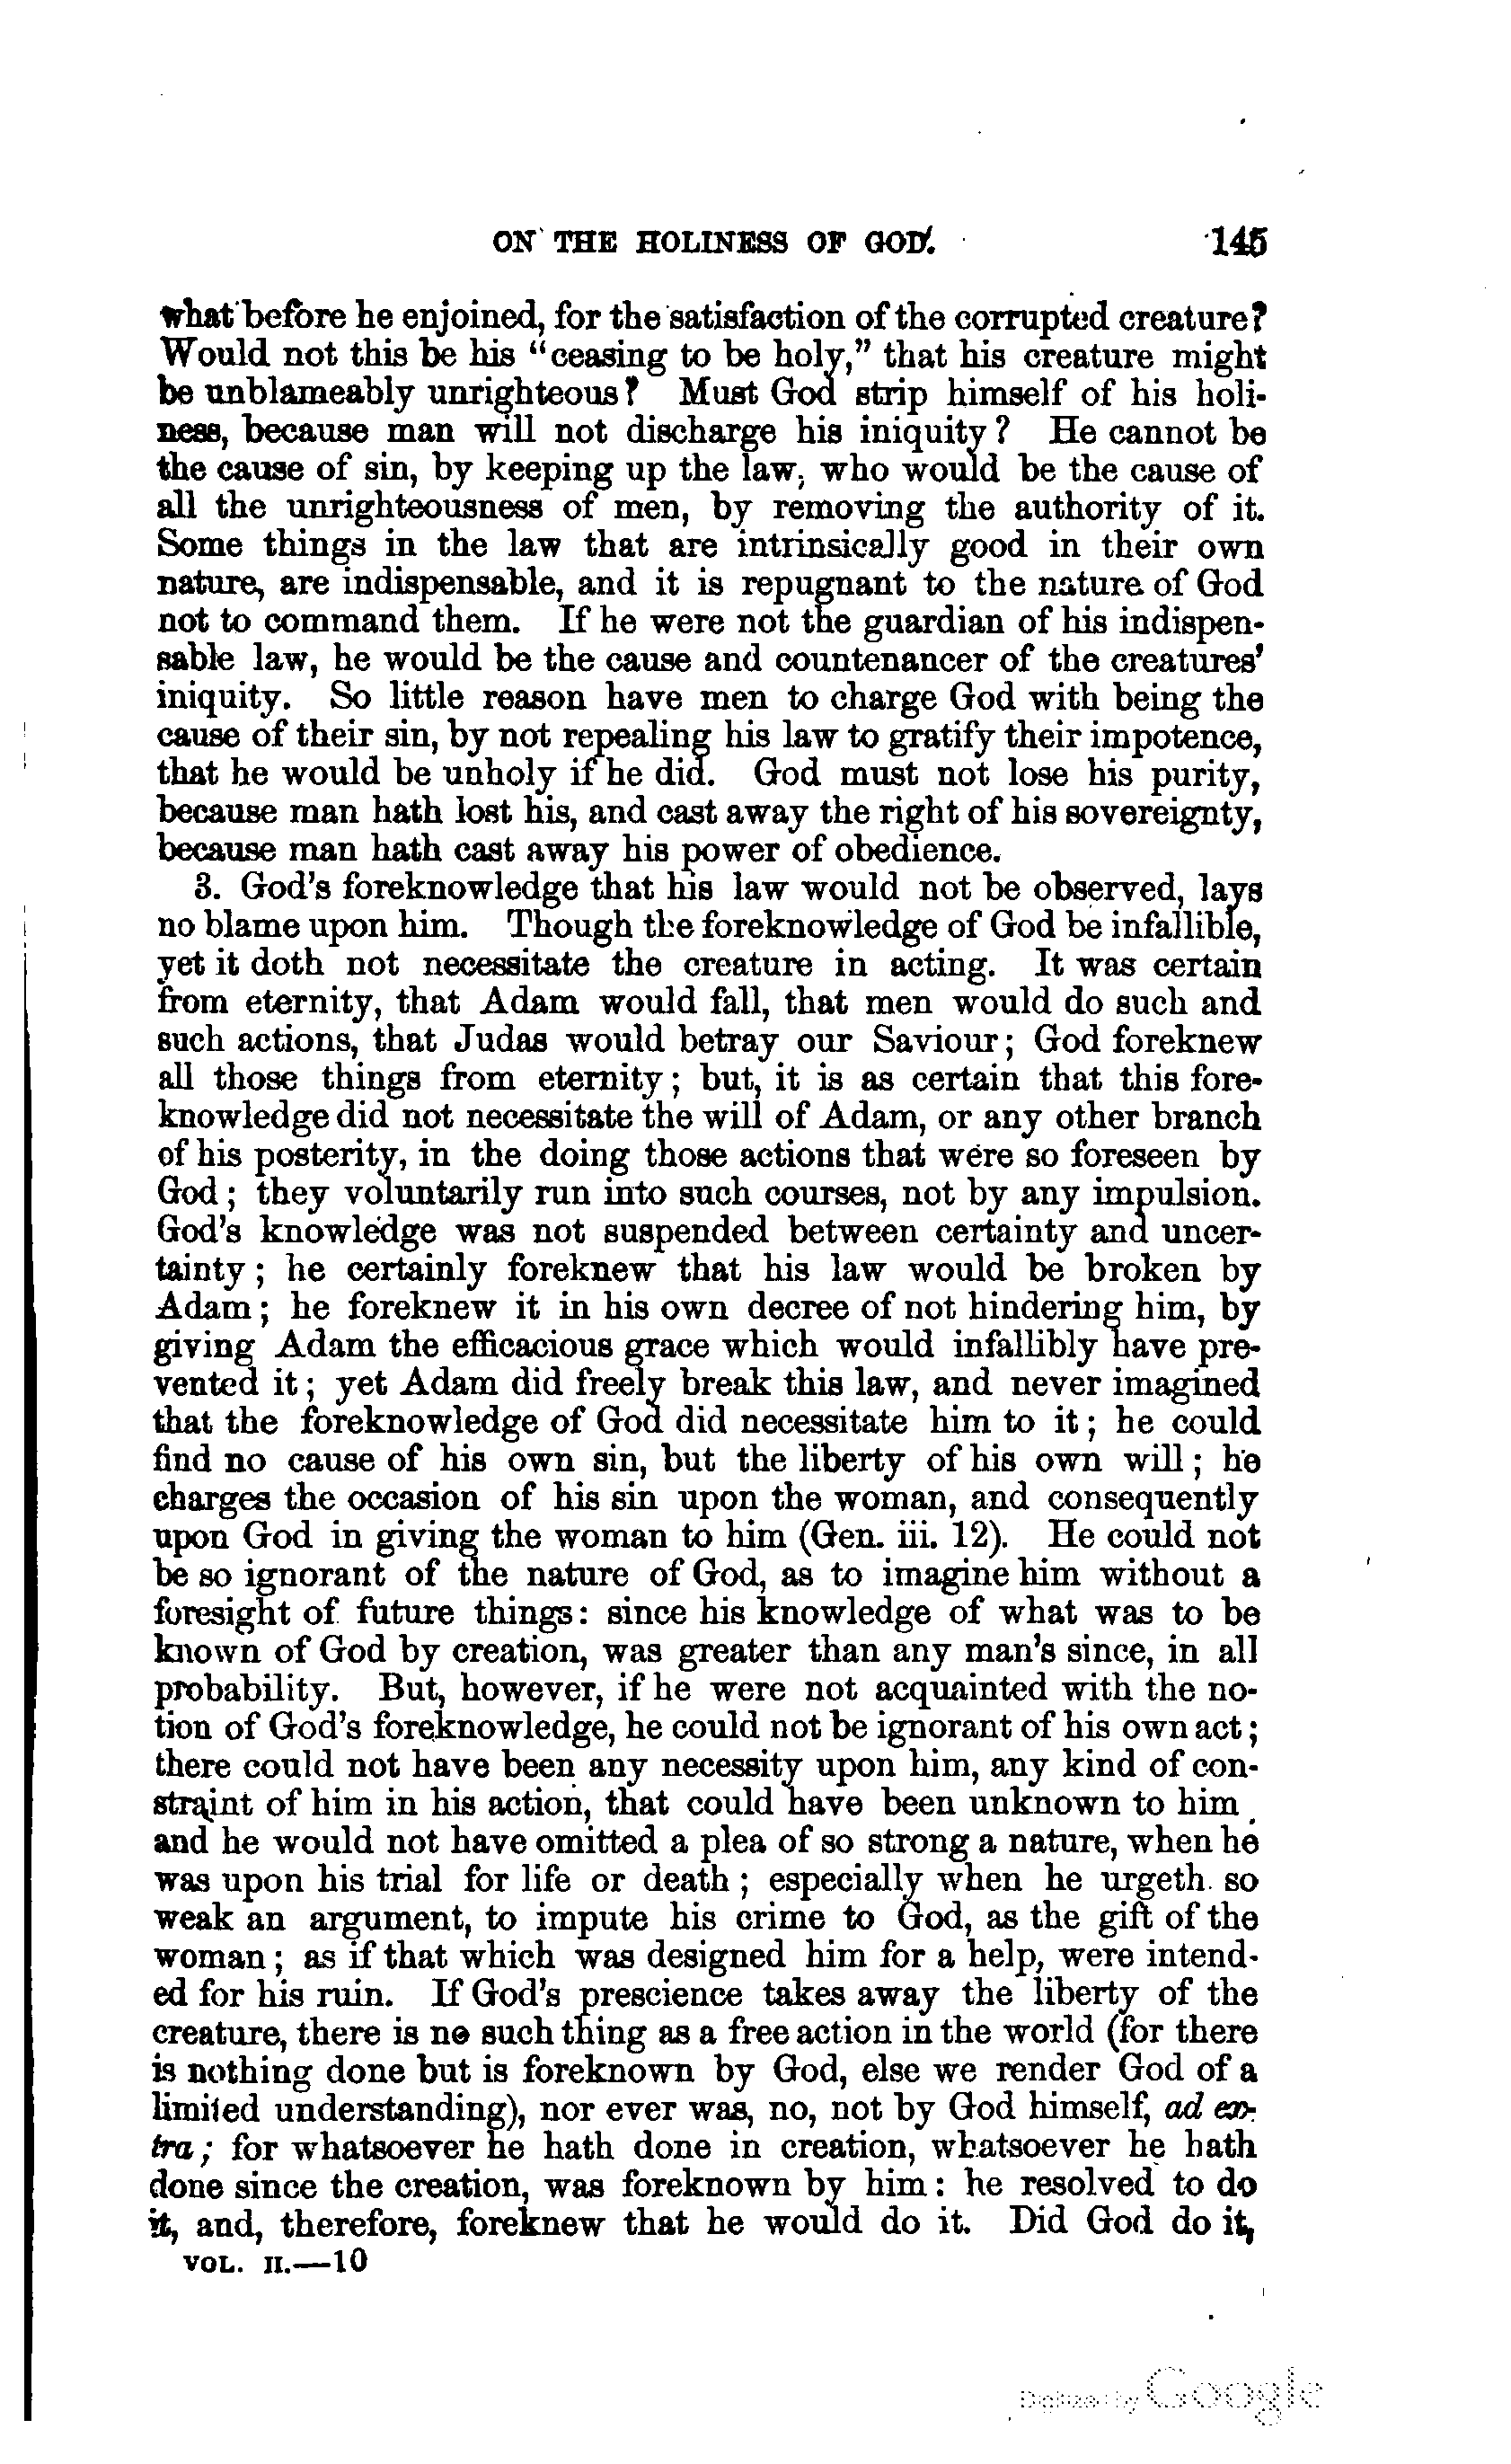 ON THE HOLINESS OF GOD. 145
what before he enjoined, for the satisfaction of the corrupted creature?
Would not this be his "ceasing to be holy," that his creature might
be unblameably unrighteous? Must God strip himself of his holi-
ness, because man will not discharge his iniquity? He cannot be
the cause of sin, by keeping up the law, who would be the cause of
all the unrighteousness of men, by removing the authority of it.
Some things in the law that are intrinsically good in their own
nature, are indispensable, and it is repugnant to the nature of God
not to command them. If he were not the guardian of his indispen-
sable law, he would be the cause and countenancer of the creatures'
iniquity. So little reason have men to charge God with being the
cause of their sin, by not repealing his law to gratify their impotence,
that he would be unholy if he did. God must not lose his purity,
because man hath lost his, and cast away the right of his sovereignty,
because man hath cast away his power of obedience.
3. God's foreknowledge that his law would not be observed, lays
no blame upon him. Though the foreknowledge of God be infallible,
yet it doth not necessitate the creature in acting. It was certain
from eternity, that Adam would fall, that men would do such and
such actions, that Judas would betray our Saviour; God foreknew
all those things from eternity; but, it is as certain that this fore-
knowledge did not necessitate the will of Adam, or any other branch
of his posterity, in the doing those actions that were so foreseen by
God; they voluntarily run into such courses, not by any impulsion.
God's knowledge was not suspended between certainty and uncer-
tainty; he certainly foreknew that his law would be broken by
Adam; he foreknew it in his own decree of not hindering him, by
giving Adam the efficacious grace which would infallibly have pre-
vented it; yet Adam did freely break this law, and never imagined
that the foreknowledge of God did necessitate him to it; he could
find no cause of his own sin, but the liberty of his own will; he
charges the occasion of his sin upon the woman, and consequently
upon God in giving the woman to him (Gen. iii. 12). He could not
be so ignorant of the nature of God, as to imagine him without a
foresight of future things: since his knowledge of what was to be
known of God by creation, was greater than any man's since, in all
probability. But, however, if he were not acquainted with the no-
tion of God's foreknowledge, he could not be ignorant of his own act;
there could not have been any necessity upon him, any kind of con-
straint of him in his action, that could have been unknown to him.
and he would not have omitted a plea of so strong a nature, when he
was upon his trial for life or death; especially when he urgeth so
weak an argument, to impute his crime to God, as the gift of the
woman; as if that which was designed him for a help, were intend-
ed for his ruin. If God's prescience takes away the liberty of the
creature, there is no such thing as a free action in the world (for there
is nothing done but is foreknown by God, else we render God of a
limited understanding), nor ever was, no, not by God himself, ad ex-
tra; for whatsoever he hath done in creation, whatsoever he hath
done since the creation, was foreknown by him: he resolved to do
it, and, therefore, foreknew that he would do it. Did God do it,
VOL. II.—10
Digitized by Google